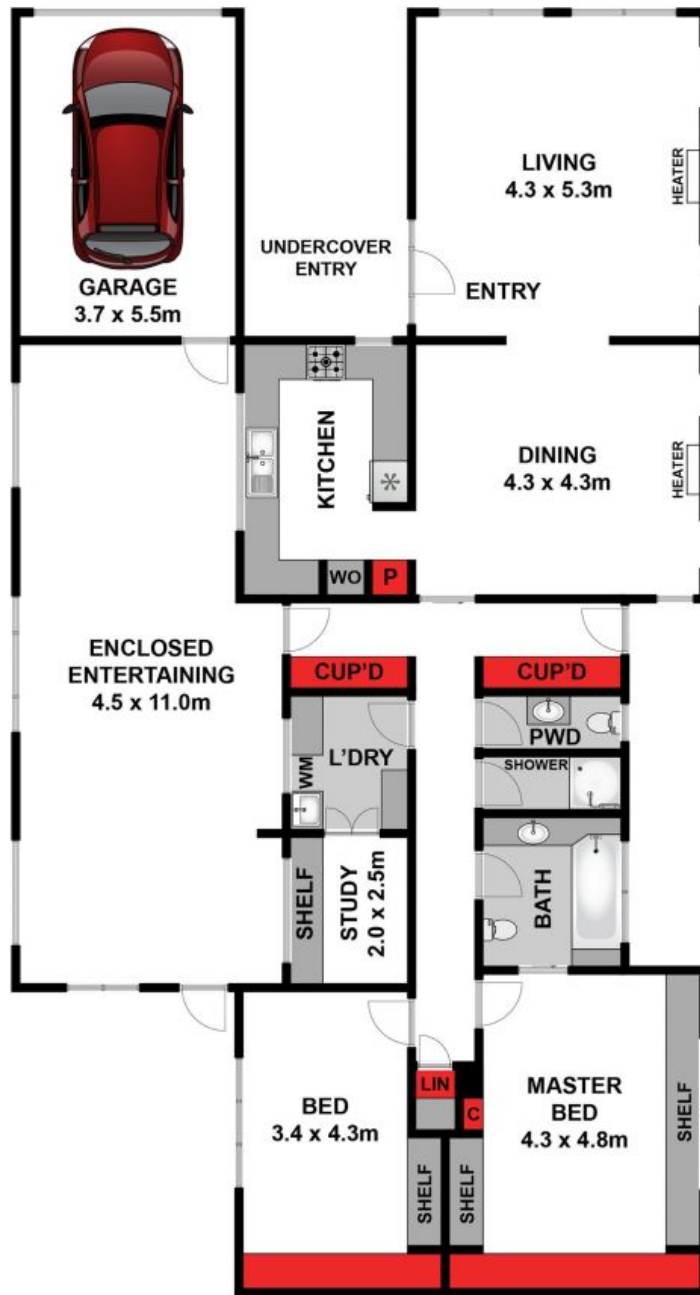 LIVING
4.3 x 5.3m
HEATER
UNDERCOVER
ENTRY
GARAGE
3.7 x 5.5m
ENTRY
KITCHEN
DINING
4.3 x 4.3m
HEATER
WO
P
ENCLOSED
ENTERTAINING
4.5 x 11.0m
CUP'D
CUP'D
L'DRY
WM
PWD
SHOWER
SHELF
STUDY
2.0 x 2.5m
BATH
LIN
C
BED
3.4 x 4.3m
MASTER
BED
4.3 x 4.8m
SHELF
SHELF
SHELF